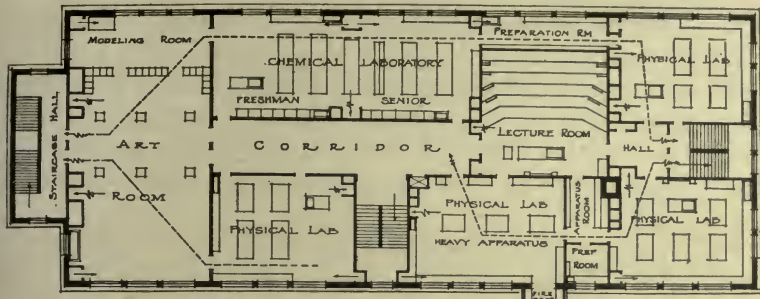 MODELING ROOM
PREPARATION RM
CHEMICAL LABORATORY
PHYSICAL LAB
FRESHMAN SENIOR
STAIRCASE HALL
ART
ROOM
CORRIDOR
LECTURE ROOM
HALL
PHYSICAL LAB
PHYSICAL LAB
HEAVY APPARATUS
APPARATUS
ROOM
PREP
ROOM
PHYSICAL LAB
FIRE